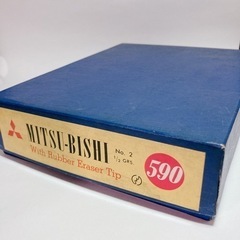 MITSU-BISHI
With Rubber Eraser Tip
No. 2
1/2 GRS.
590